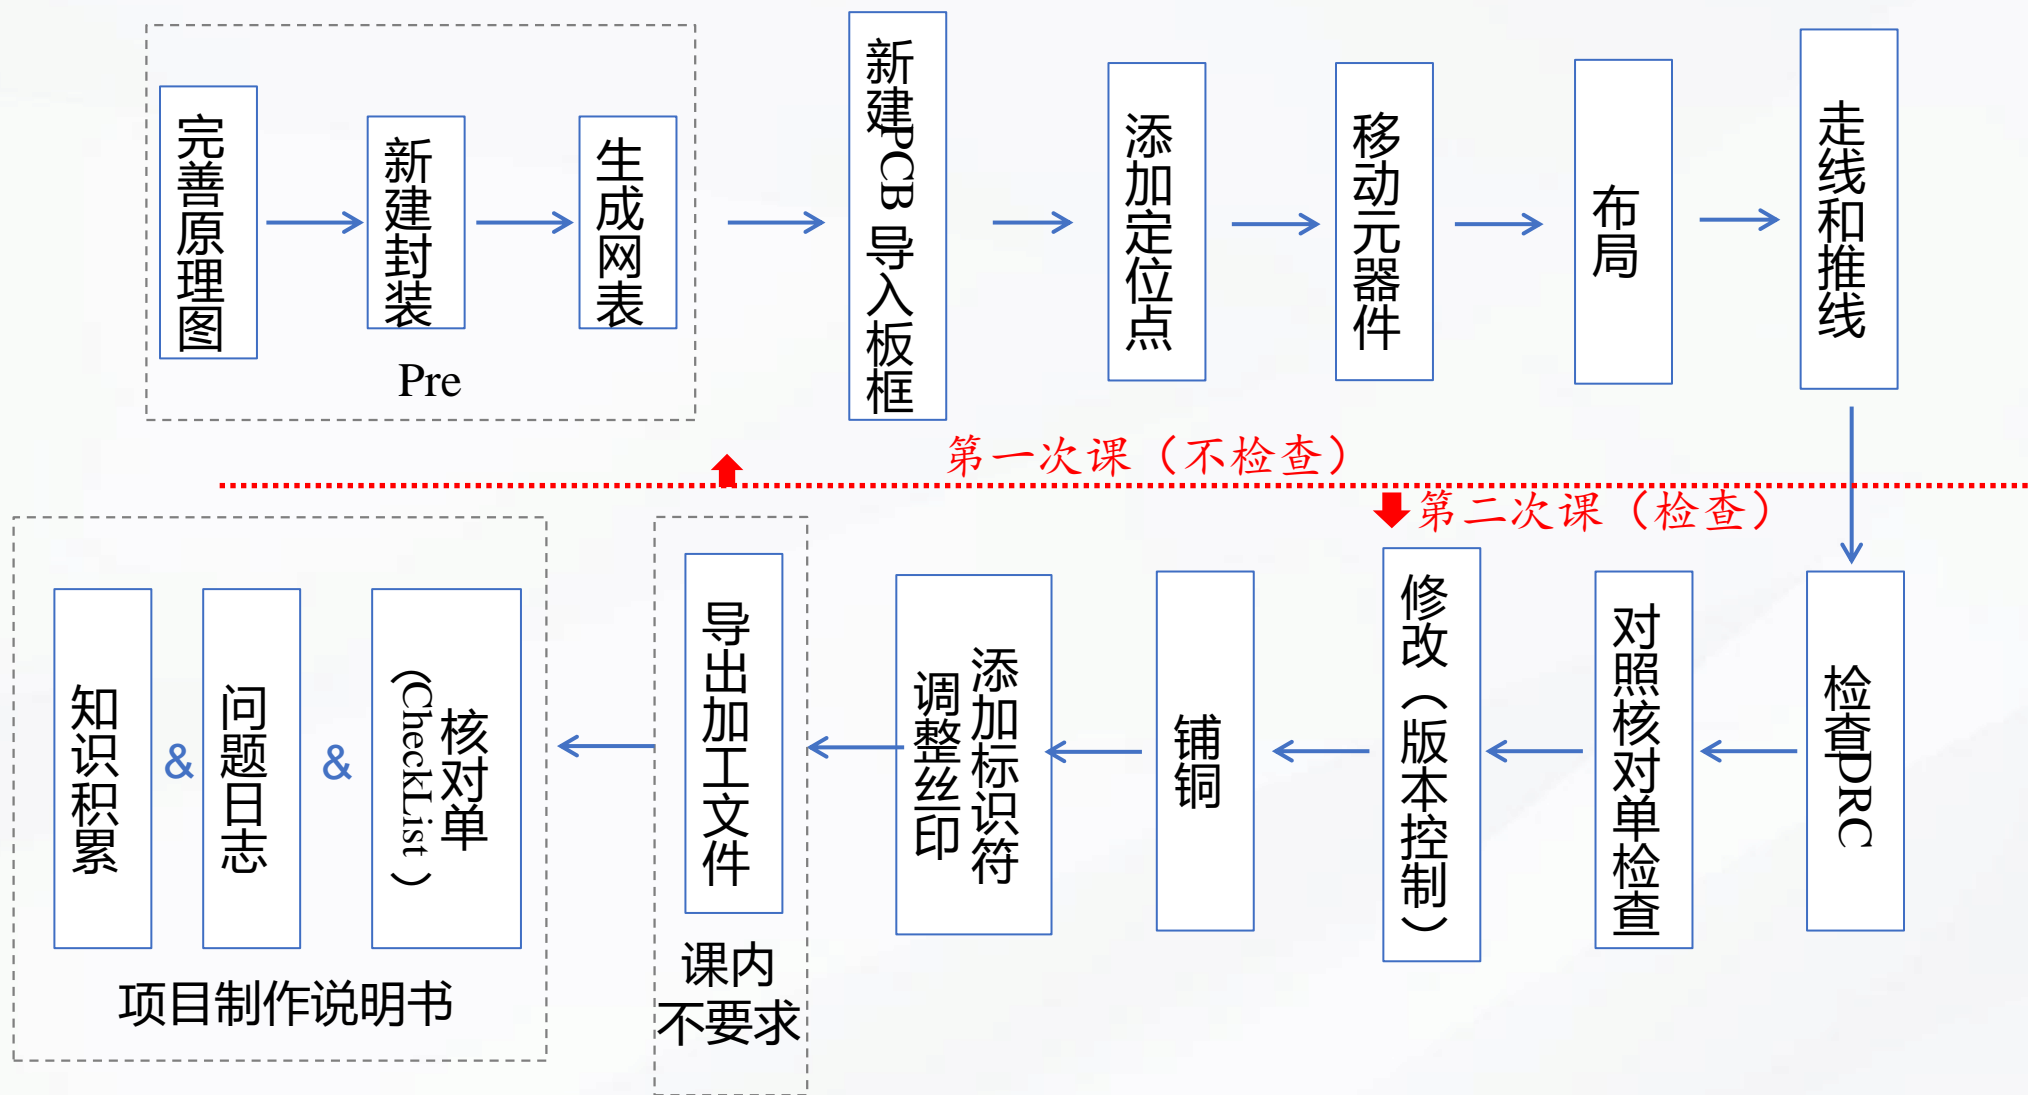 完善原理图
新建封装
生成网表
Pre
新建PCB 导入板框
添加定位点
移动元器件
布局
走线和推线
第一次课（不检查）
第二次课（检查）
检查DRC
对照核对单检查
修改（版本控制）
铺铜
添加标识符
调整丝印
导出加工文件
课内
不要求
核对单
（CheckList）
&
问题日志
&
知识积累
项目制作说明书